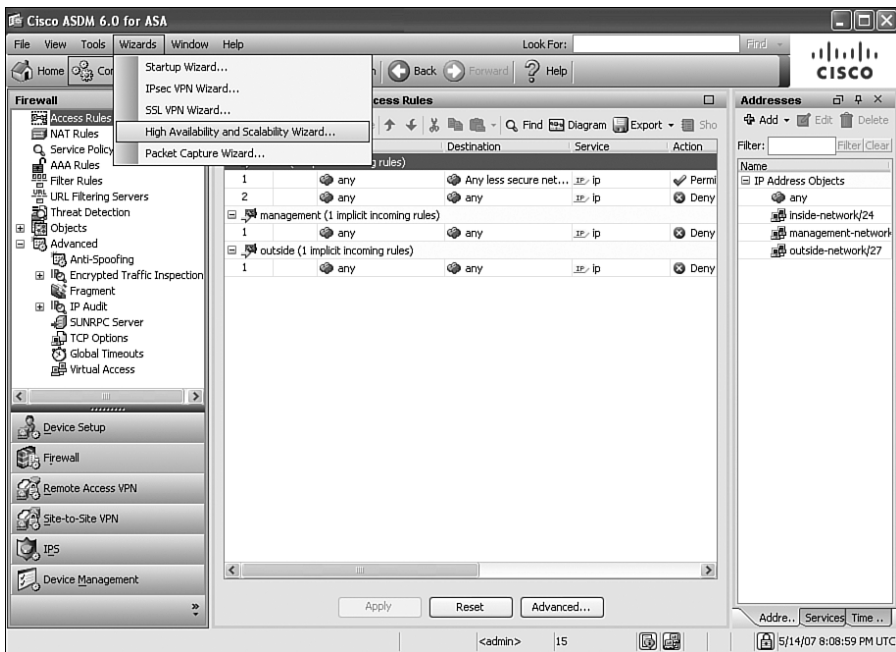 Cisco ASDM 6.0 for ASA
File View Tools Wizards Window Help Look For: Find
Home Back Forward Help
CISCO
Startup Wizard...
IPsec VPN Wizard...
SSL VPN Wizard...
High Availability and Scalability Wizard...
Packet Capture Wizard...
Firewall
Access Rules
NAT Rules
Service Policy
AAA Rules
Filter Rules
URL Filtering Servers
Threat Detection
Objects
Advanced
Anti-Spoofing
Encrypted Traffic Inspection
Fragment
IP Audit
SUNRPC Server
TCP Options
Global Timeouts
Virtual Access
Device Setup
Firewall
Remote Access VPN
Site-to-Site VPN
IPS
Device Management
Rules
Find Diagram Export
Destination Service Action
rules)
1 any Any less secure net... IP ip Permi
2 any any IP ip Deny
management (1 implicit incoming rules)
1 any any IP ip Deny
outside (1 implicit incoming rules)
1 any any IP ip Deny
Apply Reset Advanced...
Addresses
Add Edit Delete
Filter: Filter Clear
Name
IP Address Objects
any
inside-network/24
management-network
outside-network/27
Addre.. Services Time ..
<admin> 15 5/14/07 8:08:59 PM UTC